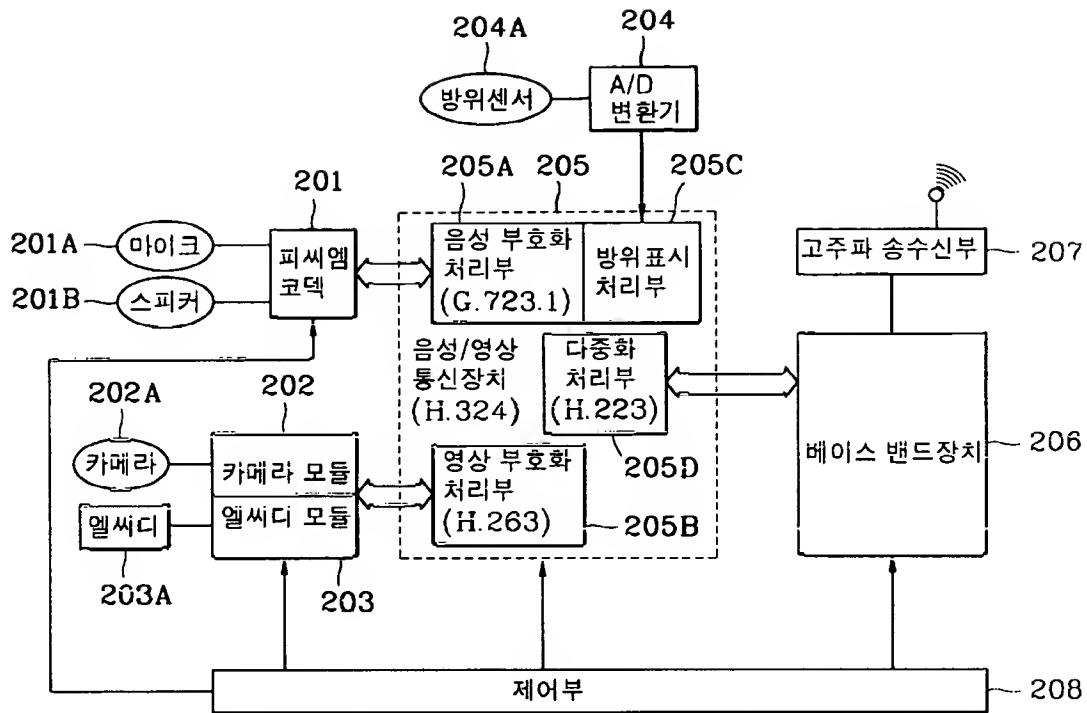 204A
204
방위센서
A/D
변환기
205A
205
205C
201
201A
마이크
피씨엠
코덱
201B
스피커
음성 부호화
처리부
(G.723.1)
방위표시
처리부
고주파 송수신부
207
음성/영상
통신장치
(H.324)
다중화
처리부
(H.223)
205D
202A
202
카메라
카메라 모듈
엘씨디
엘씨디 모듈
203A
203
영상 부호화
처리부
(H.263)
205B
베이스 밴드장치
206
제어부
208